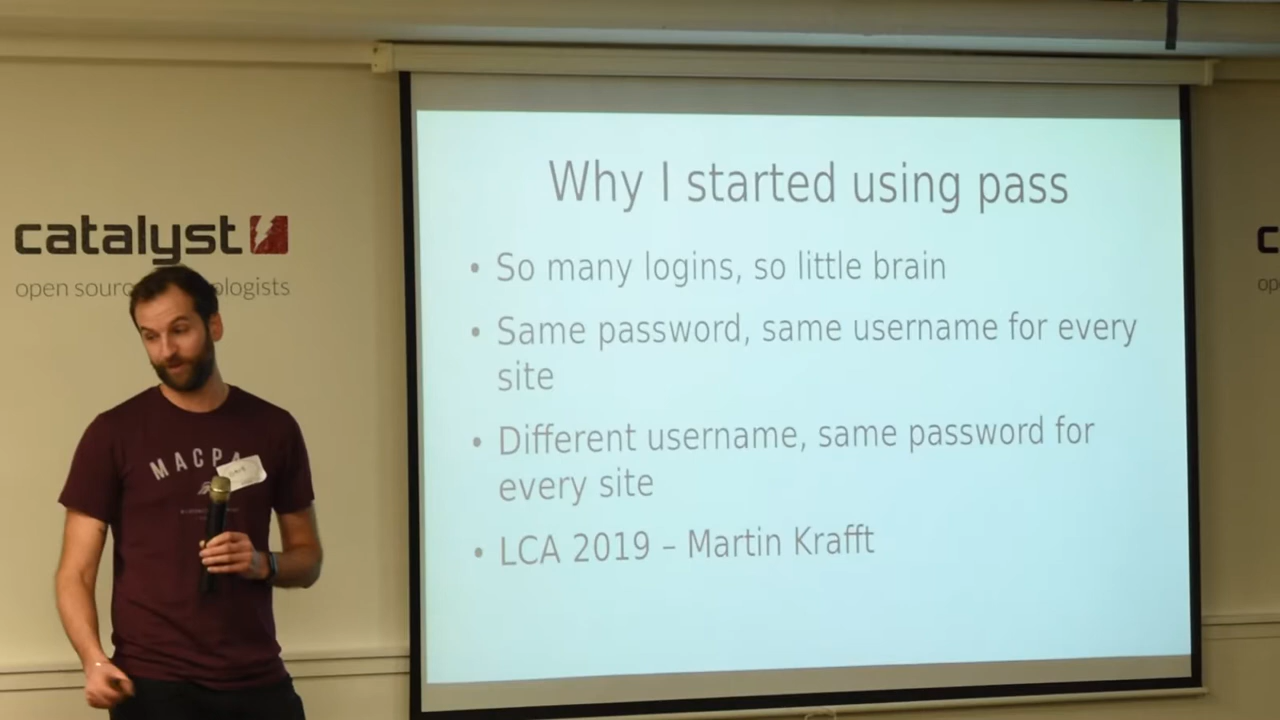 Why I started using pass
• So many logins, so little brain
• Same password, same username for every
site
• Different username, same password for
every site
• LCA 2019 – Martin Krafft
catalyst
open source
MACPA